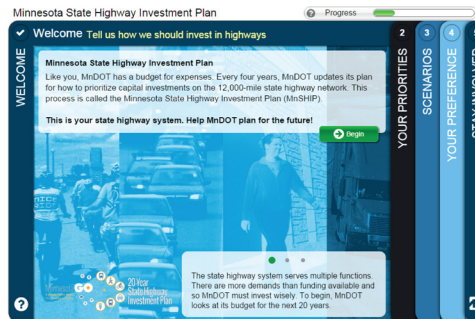 Minnesota State Highway Investment Plan
Progress
Welcome Tell us how we should invest in highways
WELCOME
Minnesota State Highway Investment Plan
Like you, MnDOT has a budget for expenses. Every four years, MnDOT updates its plan
for how to prioritize capital investments on the 12,000-mile state highway network. This
process is called the Minnesota State Highway Investment Plan (MnSHIP).
This is your state highway system. Help MnDOT plan for the future!
Begin
2
YOUR PRIORITIES
3
SCENARIOS
4
YOUR PREFERENCE
Minnesota
GO
20-Year
State Highway
Investment Plan
The state highway system serves multiple functions.
There are more demands than funding available and
so MnDOT must invest wisely. To begin, MnDOT
looks at its budget for the next 20 years.
?